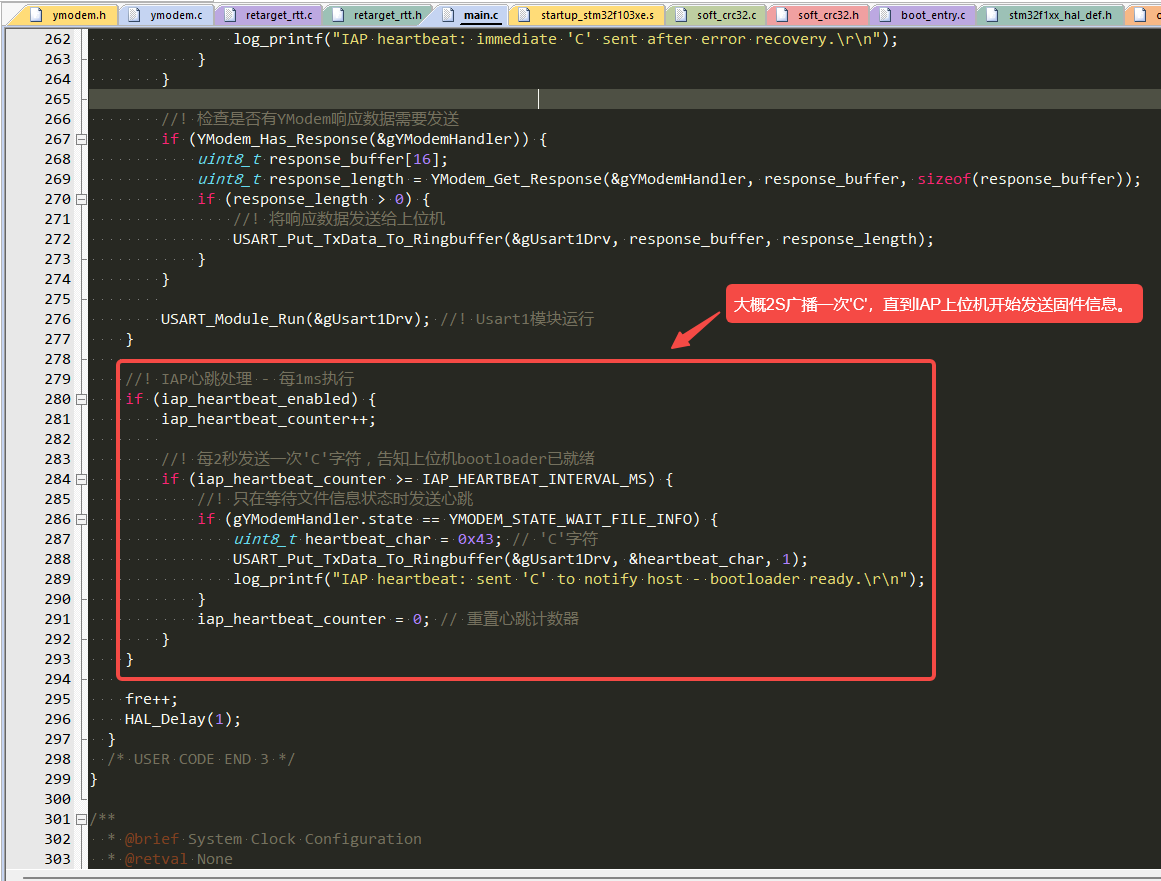 ymodem.h ymodem.c retarget_rtt.c retarget_rtt.h main.c startup_stm32f103xe.s soft_crc32.c soft_crc32.h boot_entry.c stm32f1xx_hal_def.h c
262 log_printf("IAP heartbeat: immediate 'C' sent after error recovery.\r\n");
263 }
264 }
265
266 //! 检查是否有YModem响应数据需要发送
267 if (YModem_Has_Response(&gYModemHandler)) {
268 uint8_t response_buffer[16];
269 uint8_t response_length = YModem_Get_Response(&gYModemHandler, response_buffer, sizeof(response_buffer));
270 if (response_length > 0) {
271 //! 将响应数据发送给上位机
272 USART_Put_TxData_To_Ringbuffer(&gUsart1Drv, response_buffer, response_length);
273 }
274 }
275
大概2S广播一次'C'，直到IAP上位机开始发送固件信息。
276 USART_Module_Run(&gUsart1Drv); //! Usart1模块运行
277 }
278
279 //! IAP心跳处理 - 每1ms执行
280 if (iap_heartbeat_enabled) {
281 iap_heartbeat_counter++;
282
283 //! 每2秒发送一次'C'字符，告知上位机bootloader已就绪
284 if (iap_heartbeat_counter >= IAP_HEARTBEAT_INTERVAL_MS) {
285 //! 只在等待文件信息状态时发送心跳
286 if (gYModemHandler.state == YMODEM_STATE_WAIT_FILE_INFO) {
287 uint8_t heartbeat_char = 0x43; // 'C'字符
288 USART_Put_TxData_To_Ringbuffer(&gUsart1Drv, &heartbeat_char, 1);
289 log_printf("IAP heartbeat: sent 'C' to notify host - bootloader ready.\r\n");
290 }
291 iap_heartbeat_counter = 0; // 重置心跳计数器
292 }
293 }
294
295 fre++;
296 HAL_Delay(1);
297 }
298 /* USER CODE END 3 */
299 }
300
301 /**
302 * @brief System Clock Configuration
303 * @retval None